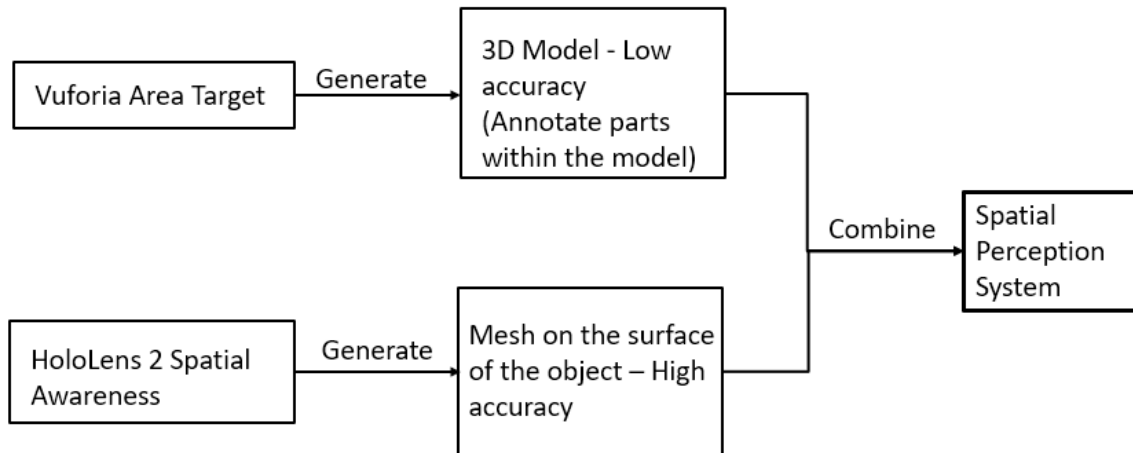 Vuforia Area Target
Generate
3D Model - Low
accuracy
(Annotate parts
within the model)
Combine
Spatial
Perception
System
HoloLens 2 Spatial
Awareness
Generate
Mesh on the surface
of the object – High
accuracy